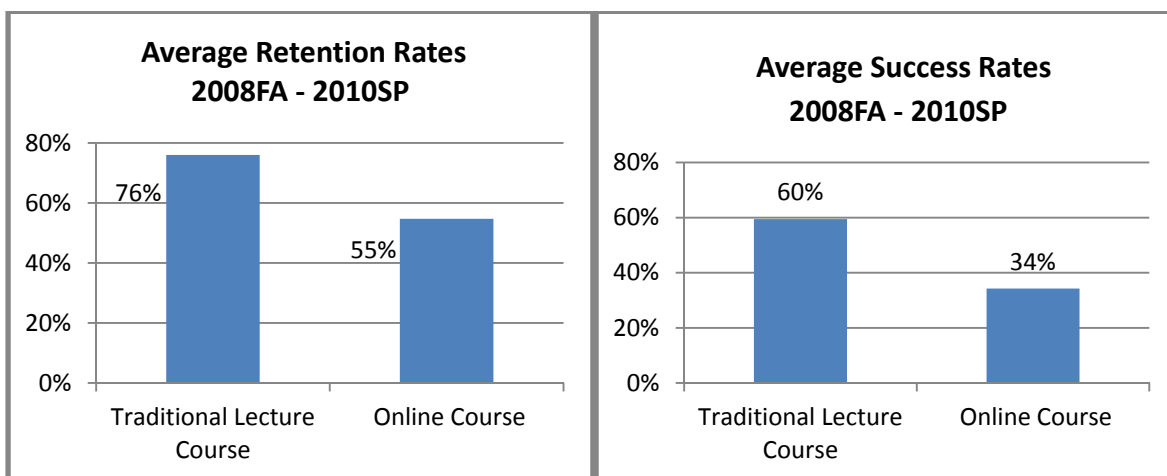 Average Retention Rates
2008FA - 2010SP
80%
60%
40%
20%
0%
76%
55%
Traditional Lecture
Course
Online Course
Average Success Rates
2008FA - 2010SP
80%
60%
40%
20%
0%
60%
34%
Traditional Lecture
Course
Online Course